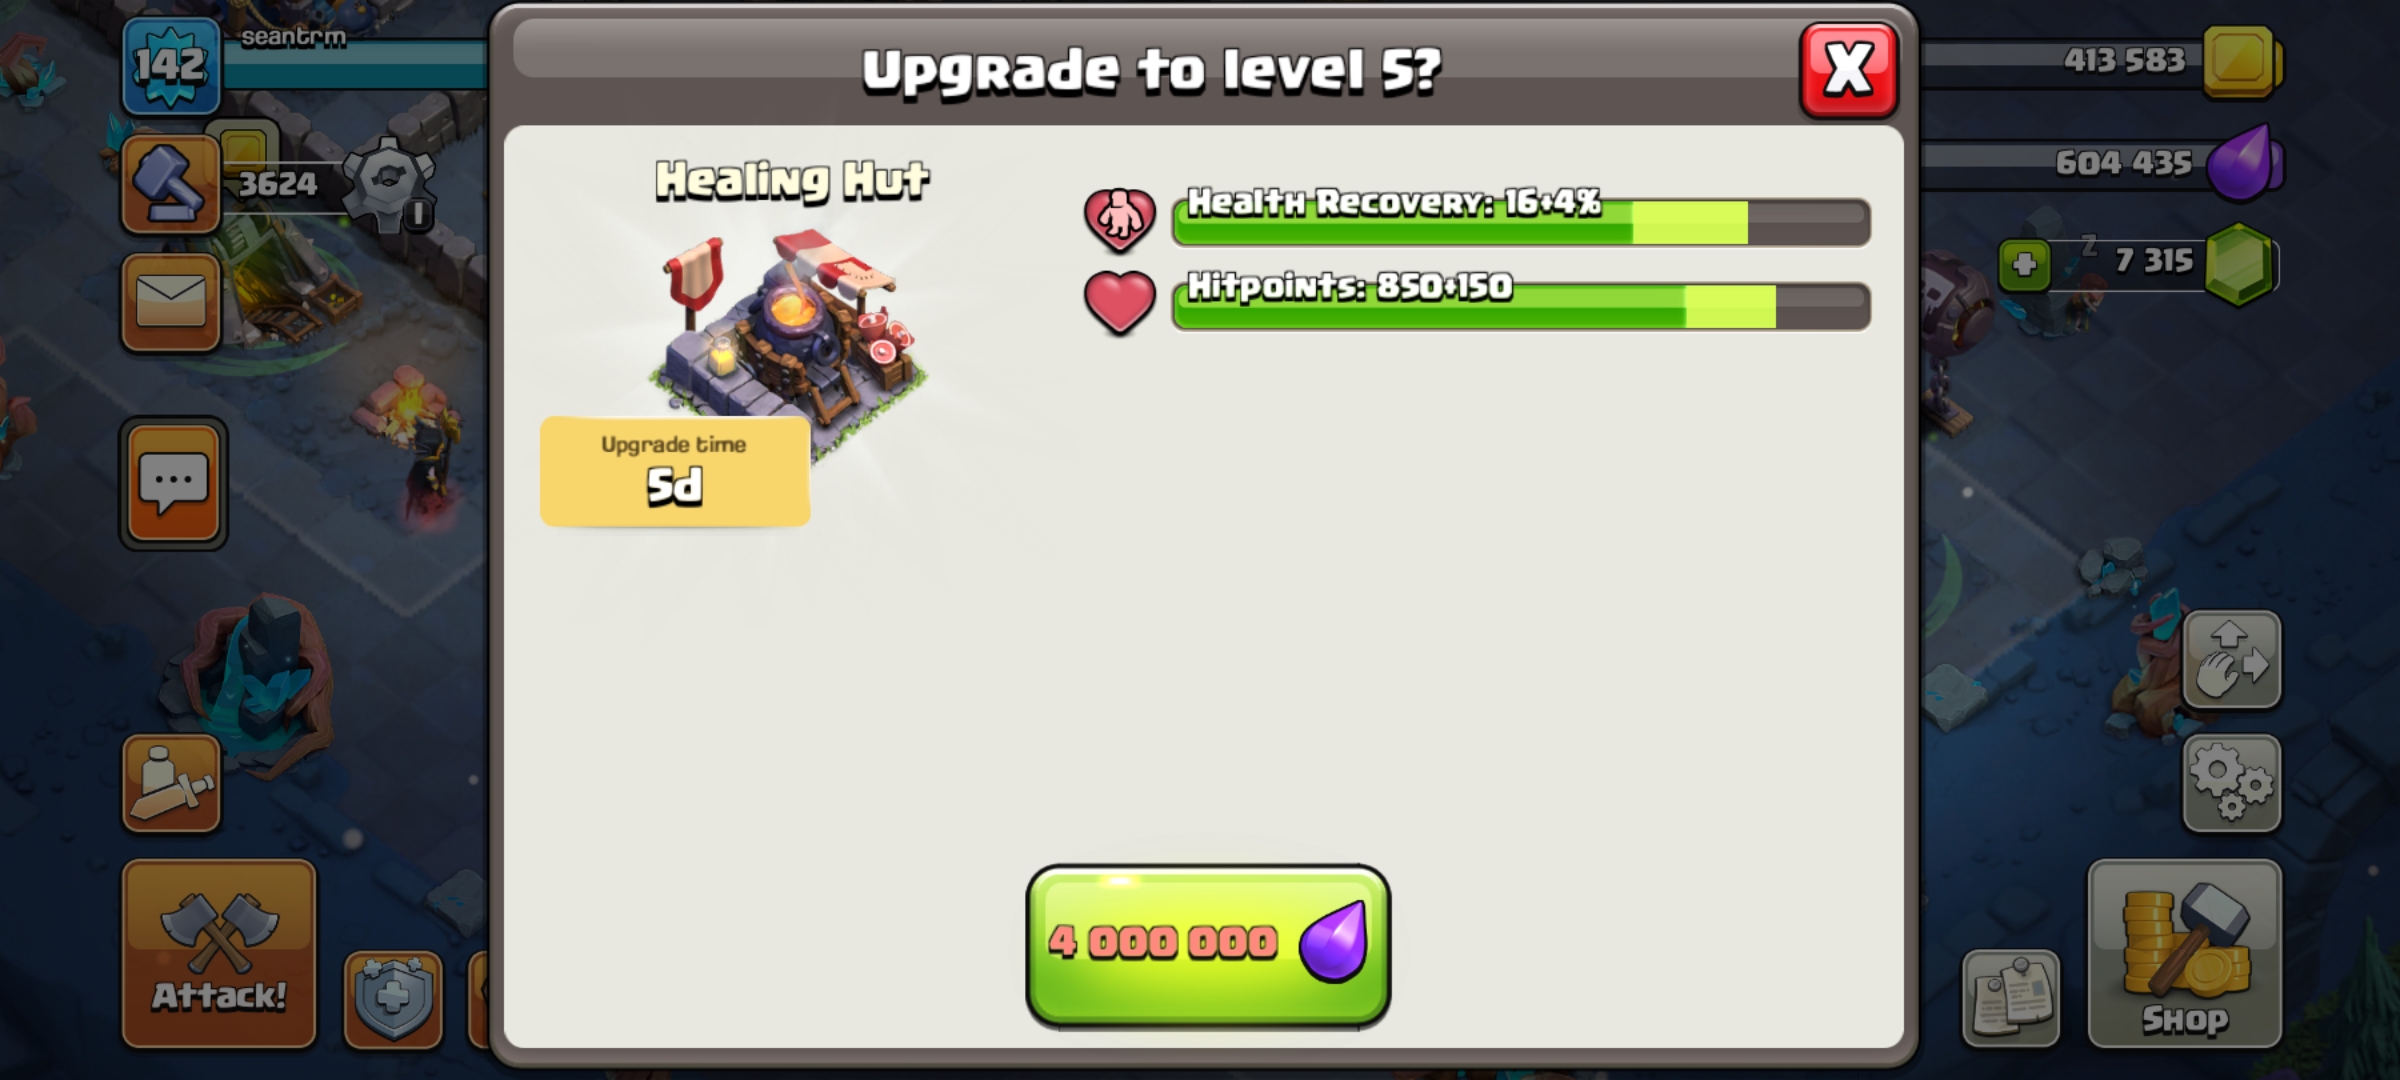 142
seantrm
3624
Attack!
Upgrade to level 5?
X
Healing Hut
Upgrade time
5d
Health Recovery: 16+4%
Hitpoints: 850+150
4 000 000
413 583
604 435
7 315
Z
Shop